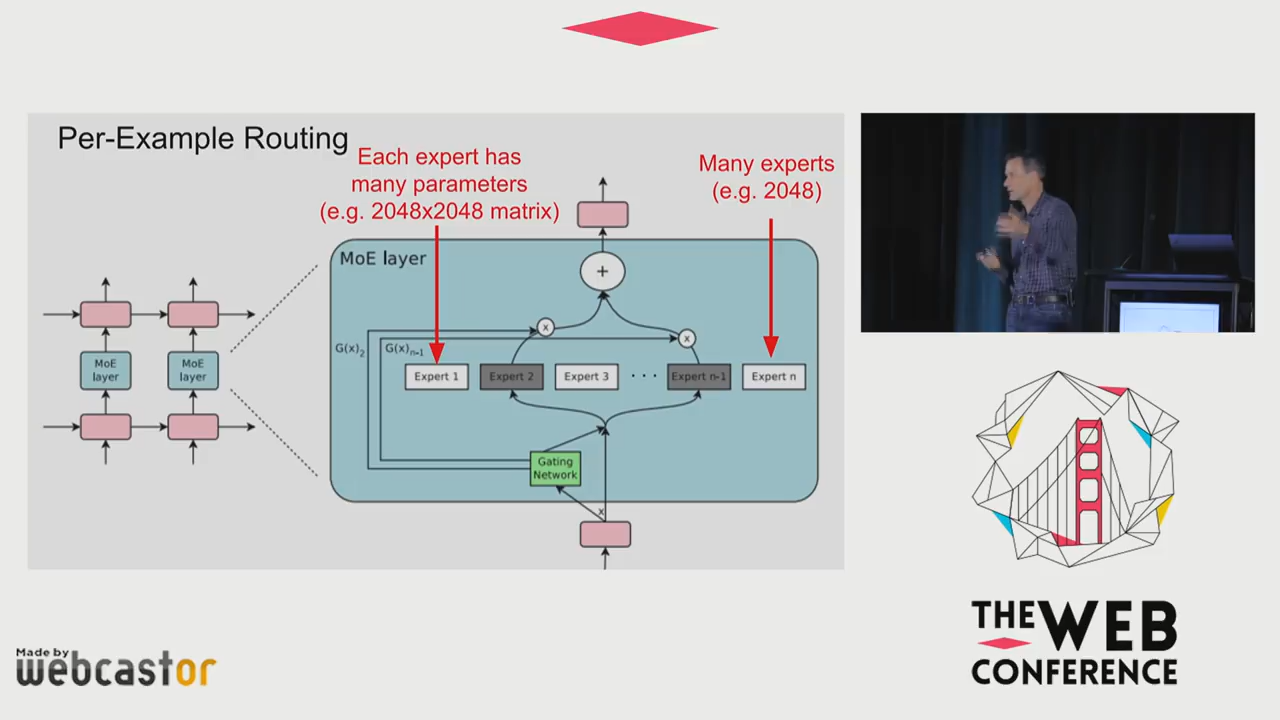 Per-Example Routing
Each expert has
many parameters
(e.g. 2048x2048 matrix)
Many experts
(e.g. 2048)
MoE layer
+
x
x
G(x)2
G(x)n-1
MoE
layer
MoE
layer
Expert 1
Expert 2
Expert 3
. . .
Expert n-1
Expert n
Gating
Network
x
THE WEB
CONFERENCE
Made by
webcastor